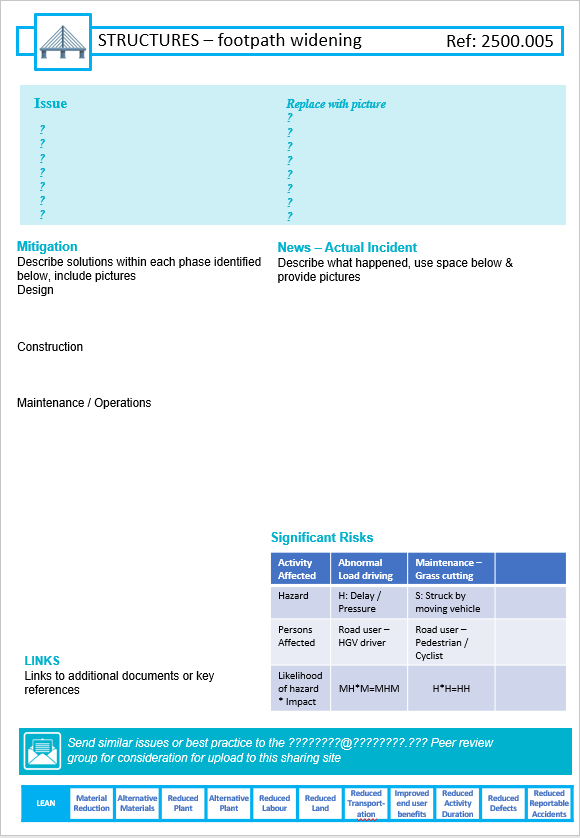 STRUCTURES – footpath widening
Ref: 2500.005
Issue
?
?
?
?
?
?
?
Replace with picture
?
?
?
?
?
?
?
?
Mitigation
Describe solutions within each phase identified
below, include pictures
Design
Construction
Maintenance / Operations
News – Actual Incident
Describe what happened, use space below &
provide pictures
LINKS
Links to additional documents or key
references
Significant Risks
Activity
Affected
Abnormal
Load driving
Maintenance –
Grass cutting
Hazard
H: Delay /
Pressure
S: Struck by
moving vehicle
Persons
Affected
Road user –
HGV driver
Road user –
Pedestrian /
Cyclist
Likelihood
of hazard
* Impact
MH*M=MHM
H*H=HH
Send similar issues or best practice to the ????????@????????.??? Peer review
group for consideration for upload to this sharing site
LEAN
Material
Reduction
Alternative
Materials
Reduced
Plant
Alternative
Plant
Reduced
Labour
Reduced
Land
Reduced
Transport-
ation
Improved
end user
benefits
Reduced
Activity
Duration
Reduced
Defects
Reduced
Reportable
Accidents